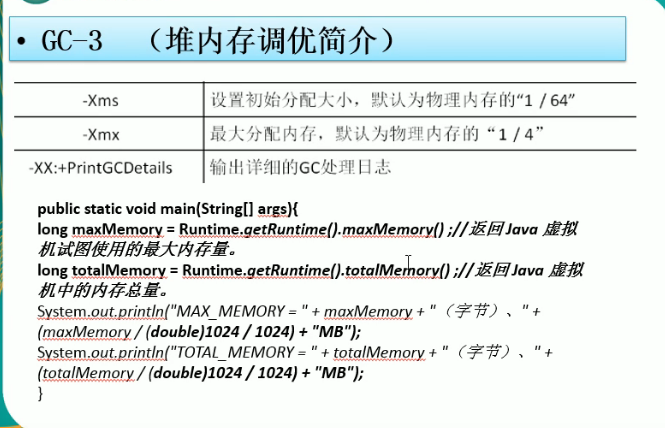 • GC-3 （堆内存调优简介）
-Xms 设置初始分配大小，默认为物理内存的“1 / 64”
-Xmx 最大分配内存，默认为物理内存的 “1 / 4”
-XX:+PrintGCDetails 输出详细的GC处理日志
public static void main(String[] args){
long maxMemory = Runtime.getRuntime().maxMemory() ;//返回 Java 虚拟
机试图使用的最大内存量。
long totalMemory = Runtime.getRuntime().totalMemory() ;//返回 Java 虚拟
机中的内存总量。
System.out.println("MAX_MEMORY = " + maxMemory + "（字节）、" +
(maxMemory / (double)1024 / 1024) + "MB");
System.out.println("TOTAL_MEMORY = " + totalMemory + "（字节）、" +
(totalMemory / (double)1024 / 1024) + "MB");
}